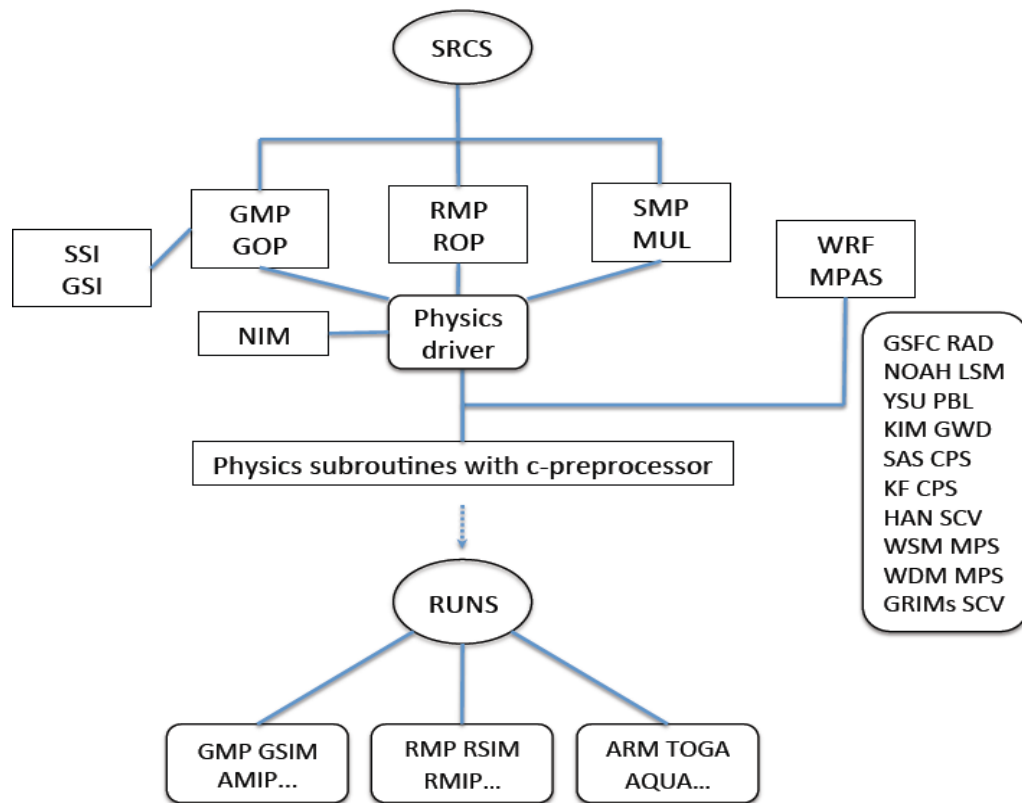 SRCS
GMP
GOP
RMP
ROP
SMP
MUL
SSI
GSI
WRF
MPAS
NIM
Physics
driver
GSFC RAD
NOAH LSM
YSU PBL
KIM GWD
SAS CPS
KF CPS
HAN SCV
WSM MPS
WDM MPS
GRIMs SCV
Physics subroutines with c-preprocessor
RUNS
GMP GSIM
AMIP...
RMP RSIM
RMIP...
ARM TOGA
AQUA...